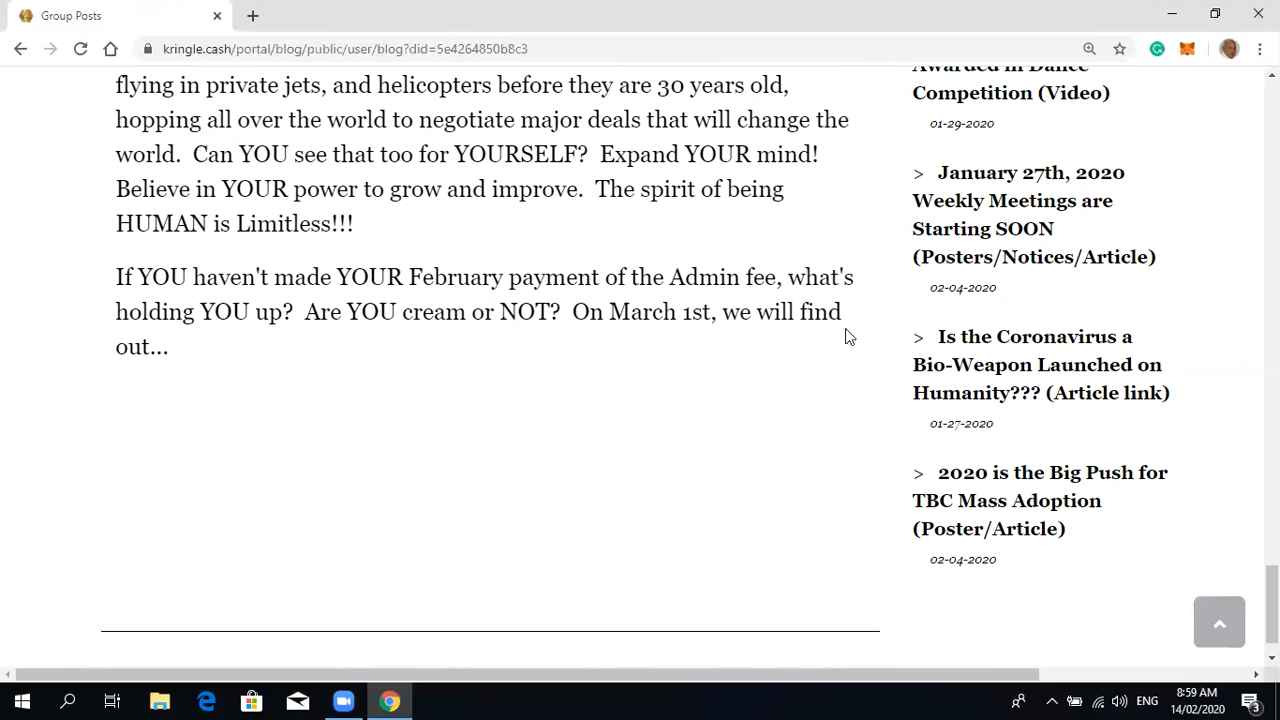 Group Posts
kringle.cash/portal/blog/public/user/blog?did=5e4264850b8c3
flying in private jets, and helicopters before they are 30 years old,
hopping all over the world to negotiate major deals that will change the
world.  Can YOU see that too for YOURSELF?  Expand YOUR mind!
Believe in YOUR power to grow and improve.  The spirit of being
HUMAN is Limitless!!!
If YOU haven't made YOUR February payment of the Admin fee, what's
holding YOU up?  Are YOU cream or NOT?  On March 1st, we will find
out...
Awarded in Dance
Competition (Video)
01-29-2020
> January 27th, 2020
Weekly Meetings are
Starting SOON
(Posters/Notices/Article)
02-04-2020
> Is the Coronavirus a
Bio-Weapon Launched on
Humanity??? (Article link)
01-27-2020
> 2020 is the Big Push for
TBC Mass Adoption
(Poster/Article)
02-04-2020
ENG
8:59 AM
14/02/2020
3